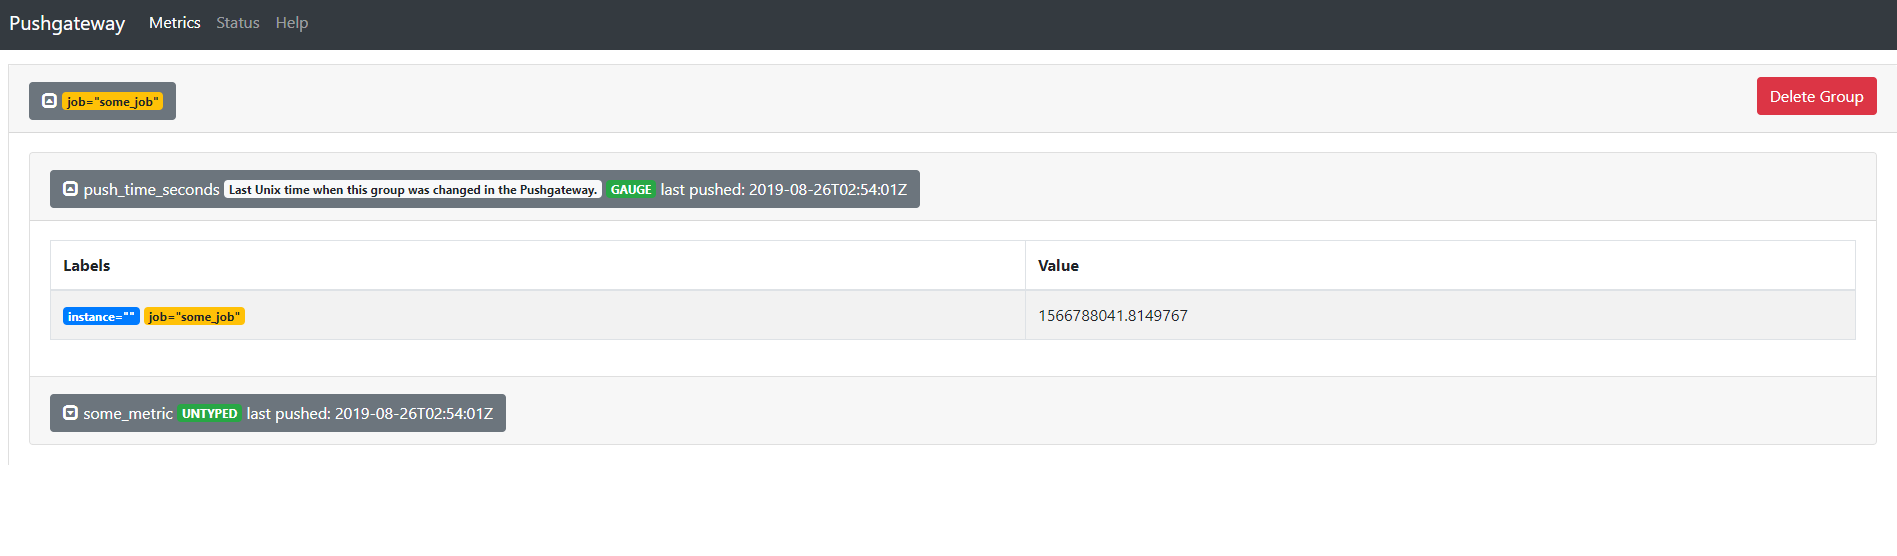 Pushgateway Metrics Status Help
job="some_job" Delete Group
push_time_seconds Last Unix time when this group was changed in the Pushgateway. GAUGE last pushed: 2019-08-26T02:54:01Z
Labels Value
instance="" job="some_job" 1566788041.8149767
some_metric UNTYPED last pushed: 2019-08-26T02:54:01Z